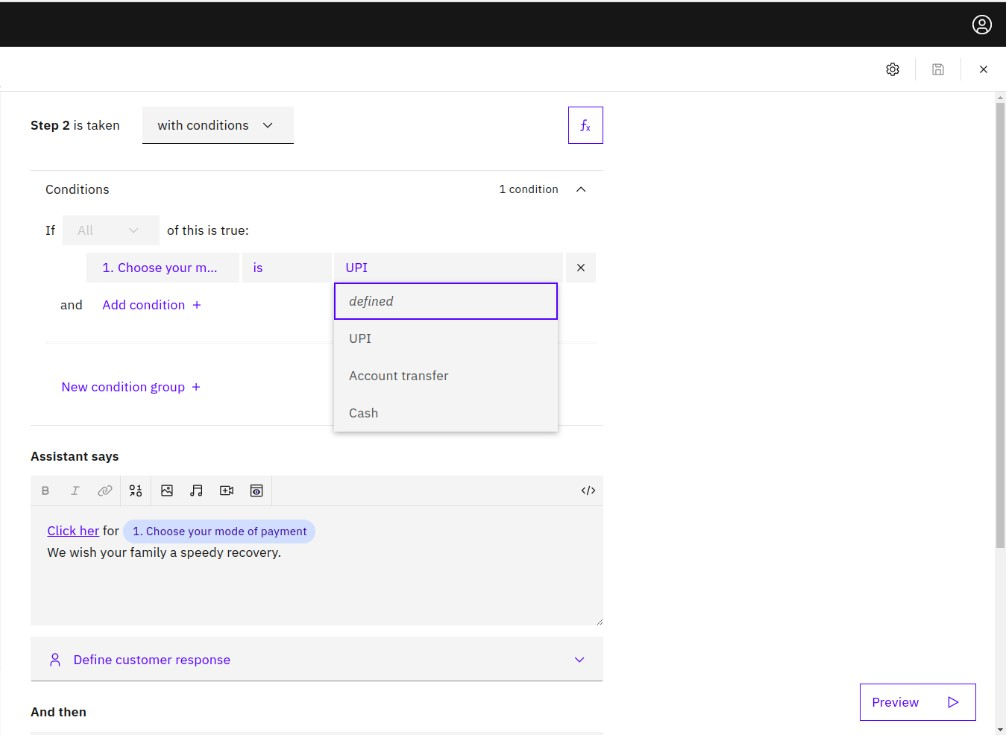 Step 2 is taken with conditions fx
Conditions 1 condition
If All of this is true:
1. Choose your m... is UPI
and Add condition +
defined
UPI
Account transfer
Cash
New condition group +
Assistant says
B I </>
Click her for 1. Choose your mode of payment
We wish your family a speedy recovery.
Define customer response
Preview
And then